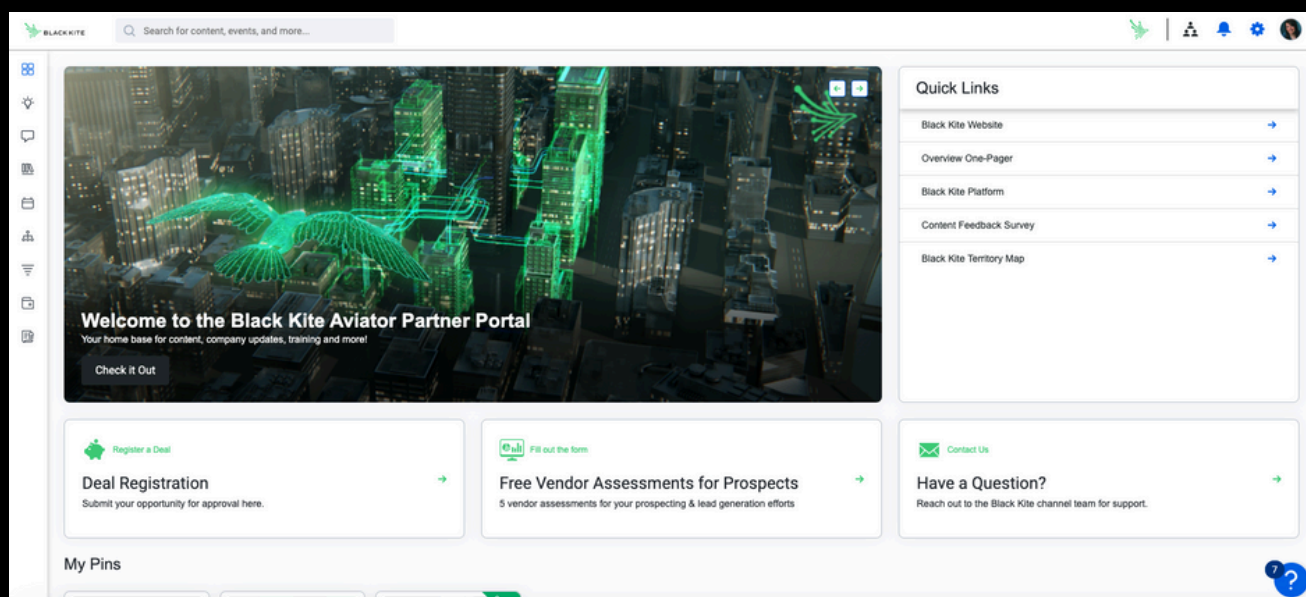 BLACK KITE
Search for content, events, and more...
Welcome to the Black Kite Aviator Partner Portal
Your home base for content, company updates, training and more!
Check it Out
Quick Links
Black Kite Website
Overview One-Pager
Black Kite Platform
Content Feedback Survey
Black Kite Territory Map
Register a Deal
Deal Registration
Submit your opportunity for approval here.
Fill out the form
Free Vendor Assessments for Prospects
5 vendor assessments for your prospecting & lead generation efforts
Contact Us
Have a Question?
Reach out to the Black Kite channel team for support.
My Pins
7
?